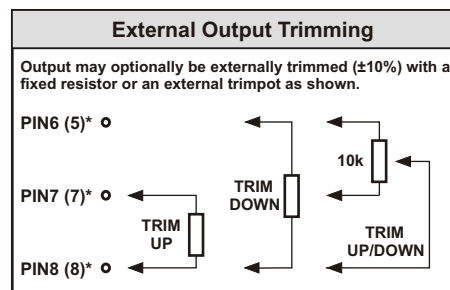 External Output Trimming
Output may optionally be externally trimmed (±10%) with a
fixed resistor or an external trimpot as shown.
PIN6 (5)*
10k
PIN7 (7)*
TRIM
DOWN
TRIM
UP
TRIM
UP/DOWN
PIN8 (8)*